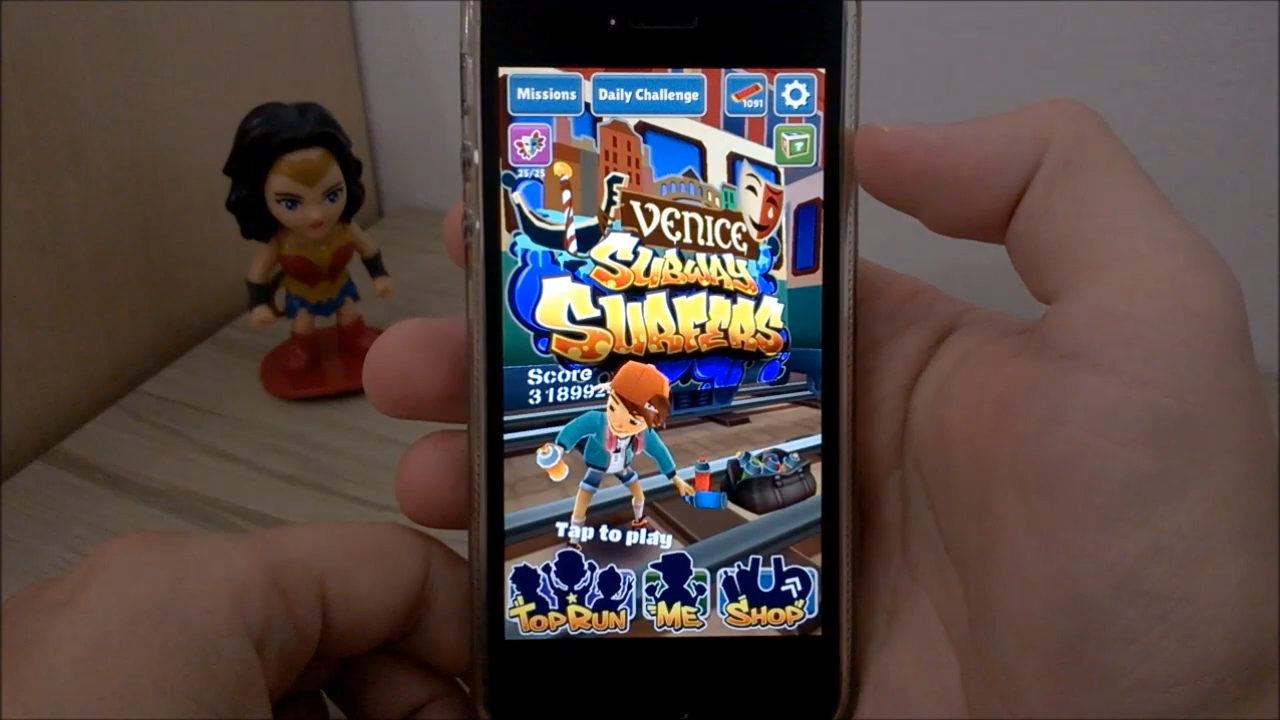 Missions
Daily Challenge
1091
25/25
VENICE
SUBWAY
SURFERS
Score
318992
Tap to play
TOP RUN
ME
SHOP